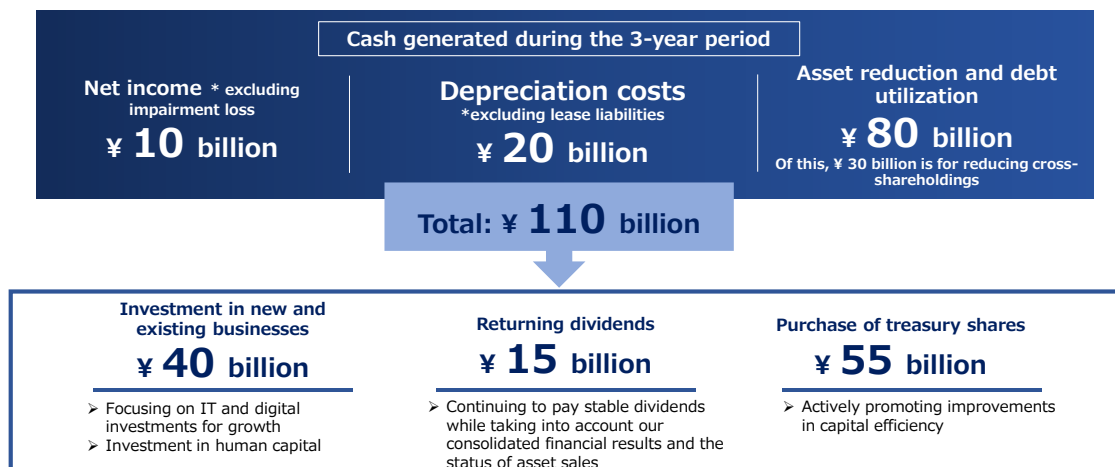 Cash generated during the 3-year period
Net income * excluding
impairment loss
¥ 10 billion
Depreciation costs
*excluding lease liabilities
¥ 20 billion
Asset reduction and debt
utilization
¥ 80 billion
Of this, ¥ 30 billion is for reducing cross-
shareholdings
Total: ¥ 110 billion
Investment in new and
existing businesses
¥ 40 billion
➢ Focusing on IT and digital
investments for growth
➢ Investment in human capital
Returning dividends
¥ 15 billion
➢ Continuing to pay stable dividends
while taking into account our
consolidated financial results and the
status of asset sales
Purchase of treasury shares
¥ 55 billion
➢ Actively promoting improvements
in capital efficiency